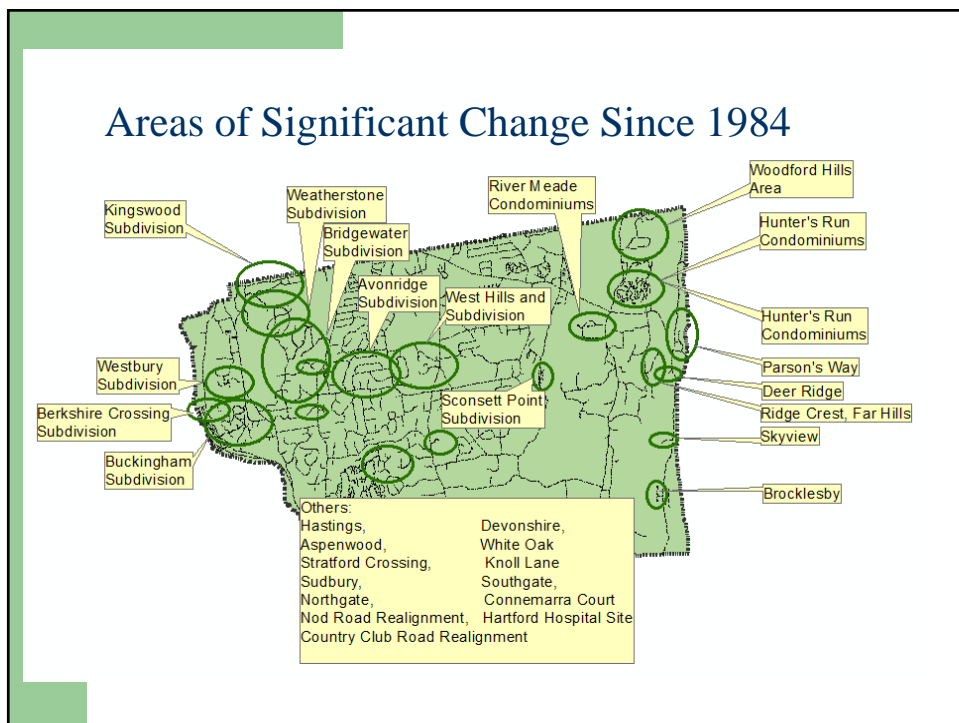 Areas of Significant Change Since 1984
Kingswood
Subdivision
Weatherstone
Subdivision
Bridgewater
Subdivision
Avonridge
Subdivision
West Hills and
Subdivision
River Meade
Condominiums
Woodford Hills
Area
Hunter's Run
Condominiums
Hunter's Run
Condominiums
Parson's Way
Deer Ridge
Ridge Crest, Far Hills
Skyview
Brocklesby
Sconsett Point
Subdivision
Westbury
Subdivision
Berkshire Crossing
Subdivision
Buckingham
Subdivision
Others:
Hastings, Devonshire,
Aspenwood, White Oak
Stratford Crossing, Knoll Lane
Sudbury, Southgate,
Northgate, Connemarra Court
Nod Road Realignment, Hartford Hospital Site
Country Club Road Realignment